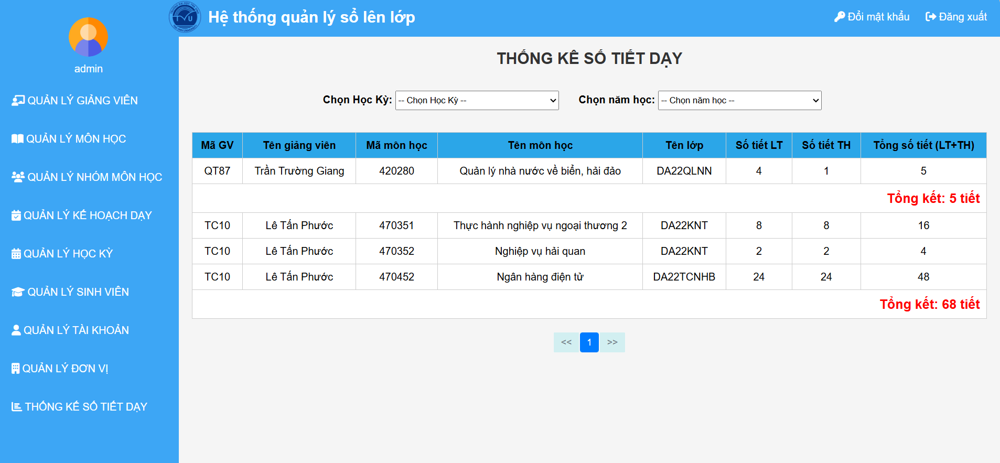 Hệ thống quản lý sổ lên lớp
Đổi mật khẩu
Đăng xuất
admin
QUẢN LÝ GIẢNG VIÊN
QUẢN LÝ MÔN HỌC
QUẢN LÝ NHÓM MÔN HỌC
QUẢN LÝ KẾ HOẠCH DẠY
QUẢN LÝ HỌC KỲ
QUẢN LÝ SINH VIÊN
QUẢN LÝ TÀI KHOẢN
QUẢN LÝ ĐƠN VỊ
THỐNG KÊ SỐ TIẾT DẠY
THỐNG KÊ SỐ TIẾT DẠY
Chọn Học Kỳ: -- Chọn Học Kỳ -- Chọn năm học: -- Chọn năm học --
Mã GV Tên giảng viên Mã môn học Tên môn học Tên lớp Số tiết LT Số tiết TH Tổng số tiết (LT+TH)
QT87 Trần Trường Giang 420280 Quản lý nhà nước về biển, hải đảo DA22QLNN 4 1 5
Tổng kết: 5 tiết
TC10 Lê Tấn Phước 470351 Thực hành nghiệp vụ ngoại thương 2 DA22KNT 8 8 16
TC10 Lê Tấn Phước 470352 Nghiệp vụ hải quan DA22KNT 2 2 4
TC10 Lê Tấn Phước 470452 Ngân hàng điện tử DA22TCNHB 24 24 48
Tổng kết: 68 tiết
<< 1 >>